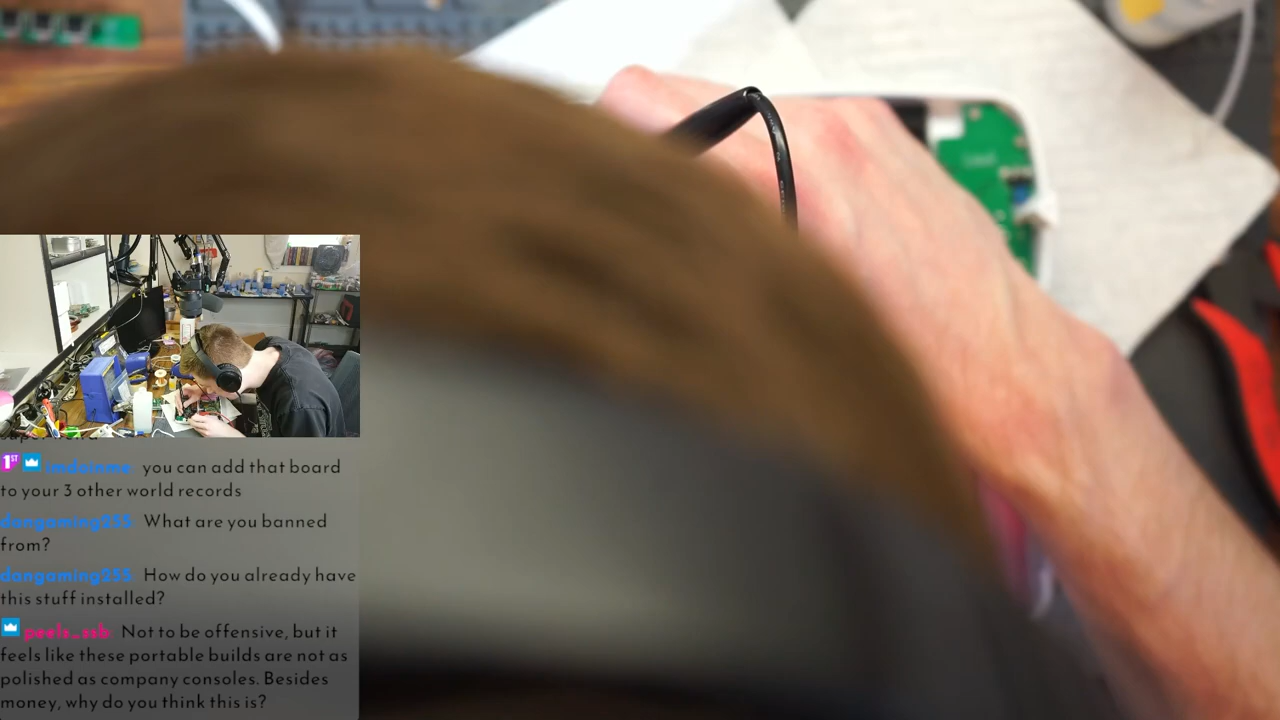 imdoinme: you can add that board
to your 3 other world records
dangaming255: What are you banned
from?
dangaming255: How do you already have
this stuff installed?
peels_ssb: Not to be offensive, but it
feels like these portable builds are not as
polished as company consoles. Besides
money, why do you think this is?